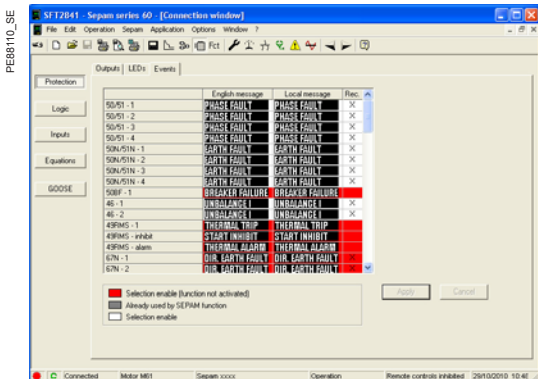 PE88110_SE
SFT2841 - Sepam series 60 - [Connection window]
File Edit Operation Sepam Application Options Window ?
Fct
Outputs LEDs Events
Protection
Logic
Inputs
Equations
GOOSE
English message Local message Rec.
50/51 - 1 PHASE FAULT PHASE FAULT X
50/51 - 2 PHASE FAULT PHASE FAULT X
50/51 - 3 PHASE FAULT PHASE FAULT X
50/51 - 4 PHASE FAULT PHASE FAULT X
50N/51N - 1 EARTH FAULT EARTH FAULT X
50N/51N - 2 EARTH FAULT EARTH FAULT X
50N/51N - 3 EARTH FAULT EARTH FAULT X
50N/51N - 4 EARTH FAULT EARTH FAULT X
50BF - 1 BREAKER FAILURE BREAKER FAILURE
46 - 1 UNBALANCE I UNBALANCE I X
46 - 2 UNBALANCE I UNBALANCE I X
49RMS - 1 THERMAL TRIP THERMAL TRIP
49RMS - inhibit START INHIBIT START INHIBIT
49RMS - alarm THERMAL ALARM THERMAL ALARM
67N - 1 DIR. EARTH FAULT DIR. EARTH FAULT X
67N - 2 DIR. EARTH FAULT DIR. EARTH FAULT X
Selection enable (function not activated)
Already used by SEPAM function
Selection enable
Apply Cancel
Connected Motor M61 Sepam xxxx Operation Remote controls inhibited 29/10/2010 10:48